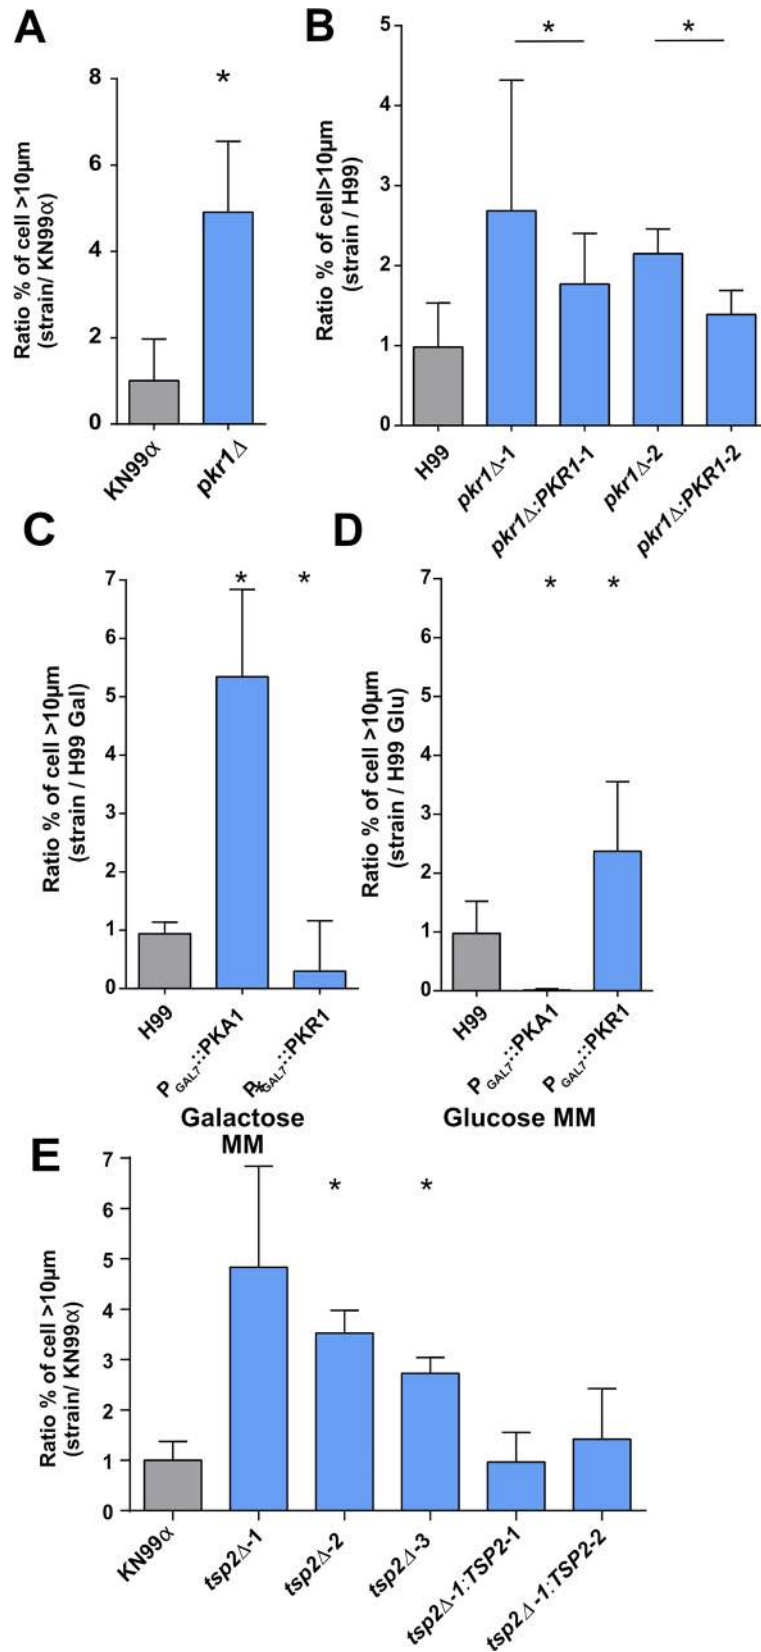 A
Ratio % of cell >10µm
(strain/ KN99α)
8
6
4
2
0
*
KN99α
pkr1Δ
B
Ratio % of cell>10µm
(strain / H99)
5
4
3
2
1
0
*
*
H99
pkr1Δ-1
pkr1Δ:PKR1-1
pkr1Δ-2
pkr1Δ:PKR1-2
C
Ratio % of cell >10µm
(strain / H99 Gal)
7
6
5
4
3
2
1
0
*
*
H99
PGAL7::PKA1
PGAL7::PKR1
*
Galactose
MM
D
Ratio % of cell >10µm
(strain / H99 Glu)
7
6
5
4
3
2
1
0
*
*
H99
PGAL7::PKA1
PGAL7::PKR1
Glucose MM
E
Ratio % of cell >10µm
(strain/ KN99α)
7
6
5
4
3
2
1
0
*
*
KN99α
tsp2Δ-1
tsp2Δ-2
tsp2Δ-3
tsp2Δ-1:TSP2-1
tsp2Δ-1:TSP2-2